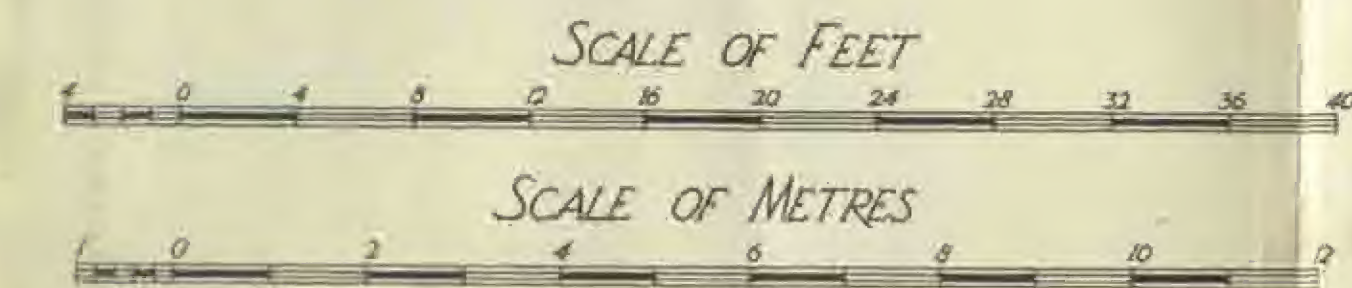 SCALE OF FEET
4 0 4 8 12 16 20 24 28 32 36 40
SCALE OF METRES
1 0 2 4 6 8 10 12